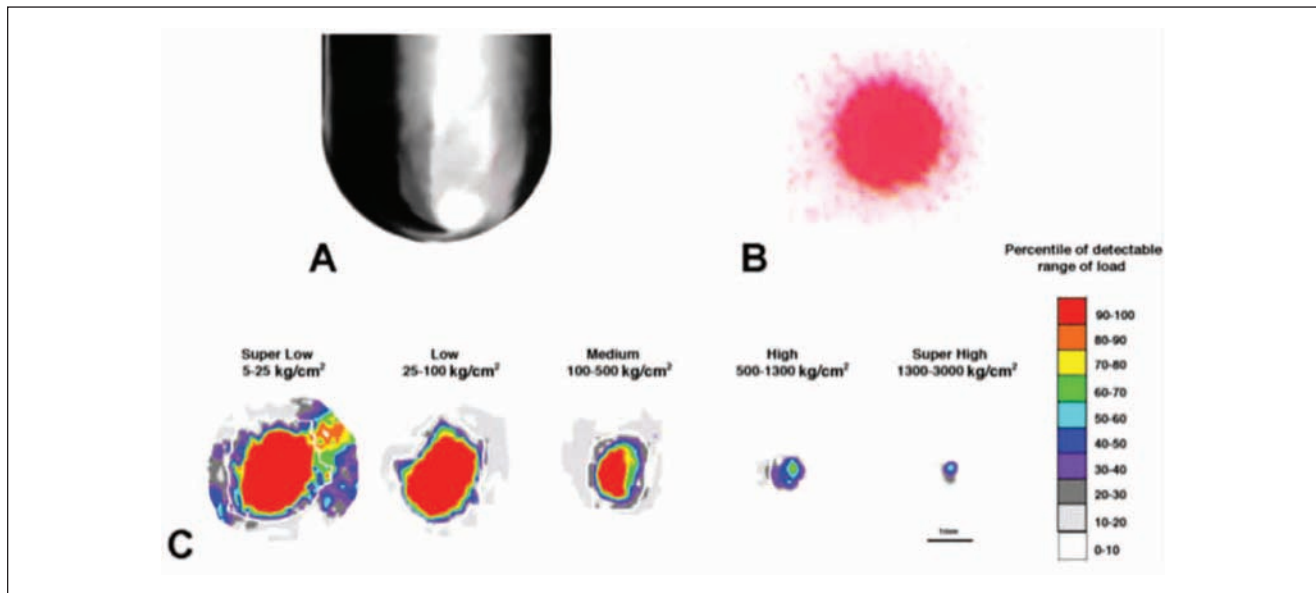 A
B
Percentile of detectable
range of load
90-100
80-90
70-80
60-70
50-60
40-50
30-40
20-30
10-20
0-10
Super Low
5-25 kg/cm²
Low
25-100 kg/cm²
Medium
100-500 kg/cm²
High
500-1300 kg/cm²
Super High
1300-3000 kg/cm²
C